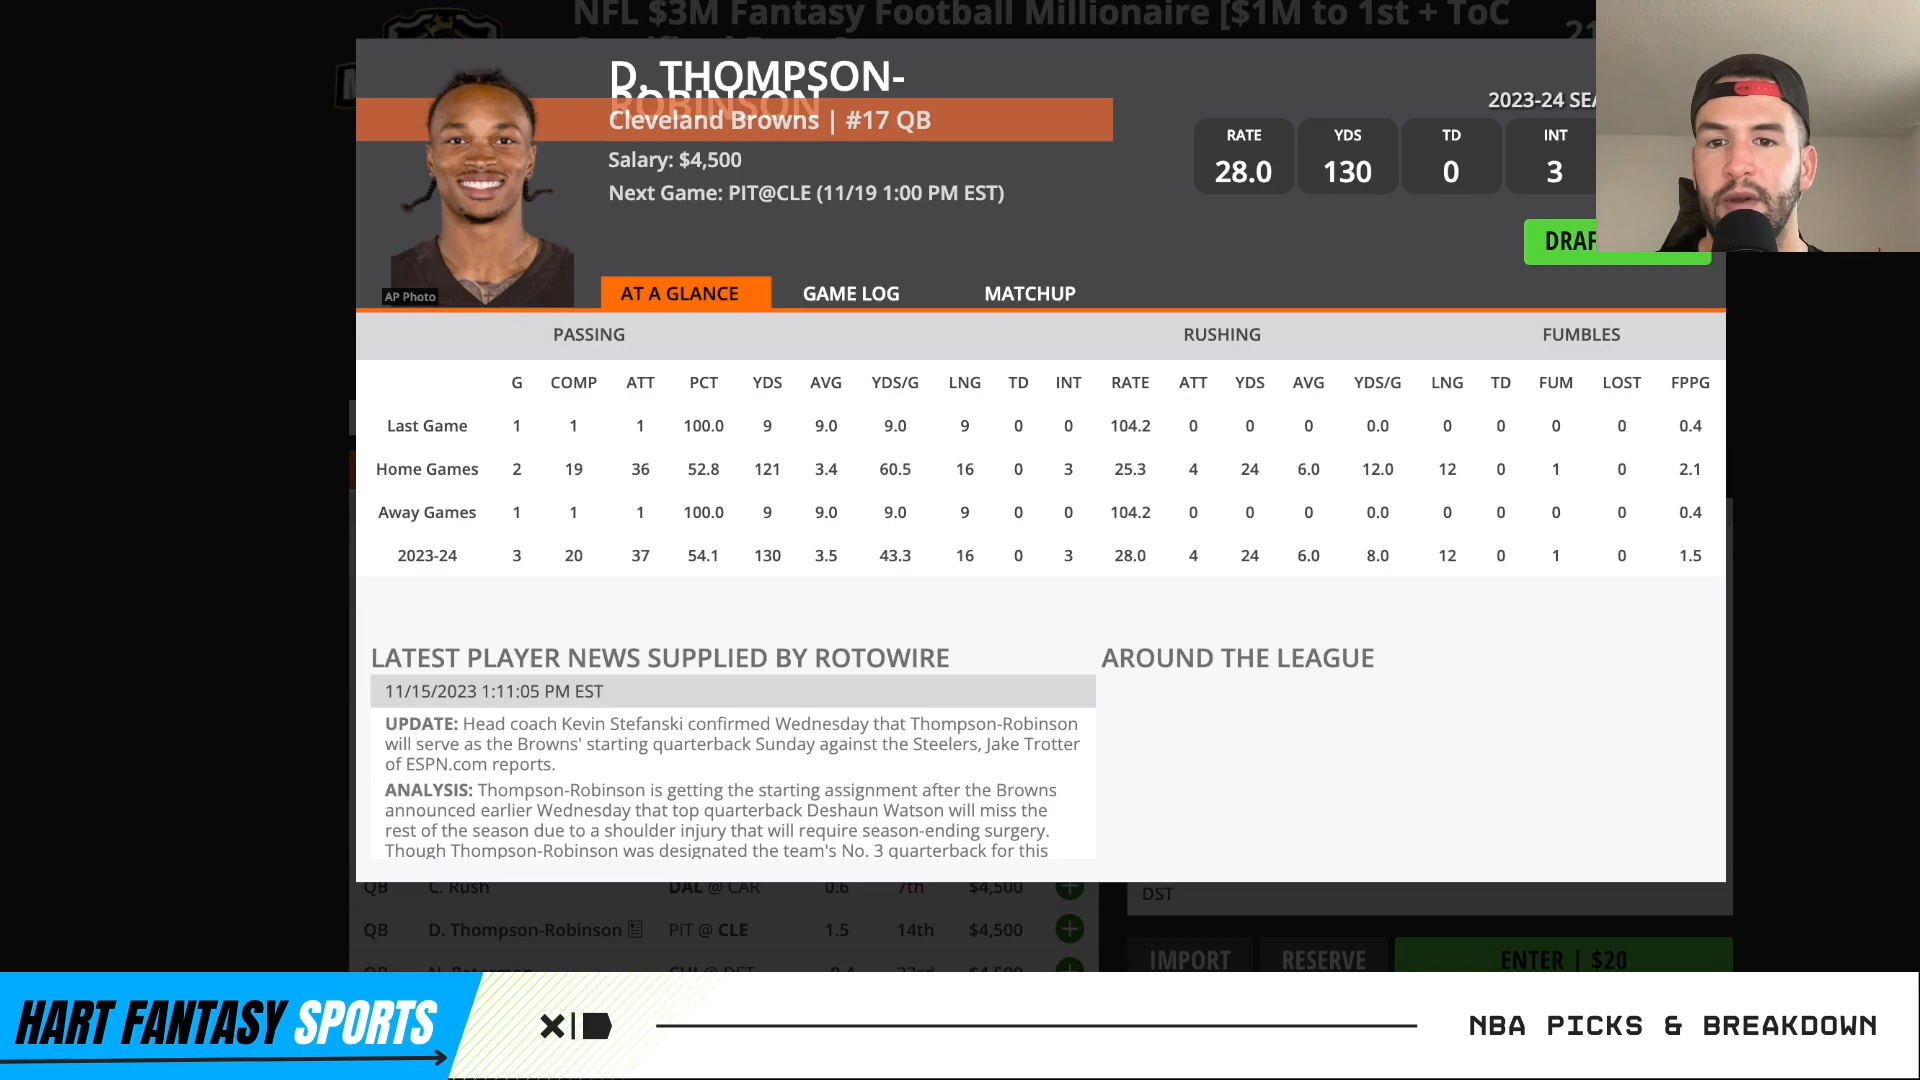 NFL $3M Fantasy Football Millionaire [$1M to 1st + ToC
21
D. THOMPSON-
ROBINSON
Cleveland Browns | #17 QB
Salary: $4,500
Next Game: PIT@CLE (11/19 1:00 PM EST)
2023-24 SEA
RATE YDS TD INT
28.0 130 0 3
DRAF
AP Photo
AT A GLANCE GAME LOG MATCHUP
PASSING RUSHING FUMBLES
G COMP ATT PCT YDS AVG YDS/G LNG TD INT RATE ATT YDS AVG YDS/G LNG TD FUM LOST FPPG
Last Game 1 1 1 100.0 9 9.0 9.0 9 0 0 104.2 0 0 0 0.0 0 0 0 0 0.4
Home Games 2 19 36 52.8 121 3.4 60.5 16 0 3 25.3 4 24 6.0 12.0 12 0 1 0 2.1
Away Games 1 1 1 100.0 9 9.0 9.0 9 0 0 104.2 0 0 0 0.0 0 0 0 0 0.4
2023-24 3 20 37 54.1 130 3.5 43.3 16 0 3 28.0 4 24 6.0 8.0 12 0 1 0 1.5
LATEST PLAYER NEWS SUPPLIED BY ROTOWIRE
AROUND THE LEAGUE
11/15/2023 1:11:05 PM EST
UPDATE: Head coach Kevin Stefanski confirmed Wednesday that Thompson-Robinson
will serve as the Browns' starting quarterback Sunday against the Steelers, Jake Trotter
of ESPN.com reports.
ANALYSIS: Thompson-Robinson is getting the starting assignment after the Browns
announced earlier Wednesday that top quarterback Deshaun Watson will miss the
rest of the season due to a shoulder injury that will require season-ending surgery.
Though Thompson-Robinson was designated the team's No. 3 quarterback for this
QB C. Rush DAL @ CAR 0.6 7th $4,500
DST
QB D. Thompson-Robinson PIT @ CLE 1.5 14th $4,500
IMPORT RESERVE ENTER | $20
HART FANTASY SPORTS
NBA PICKS & BREAKDOWN